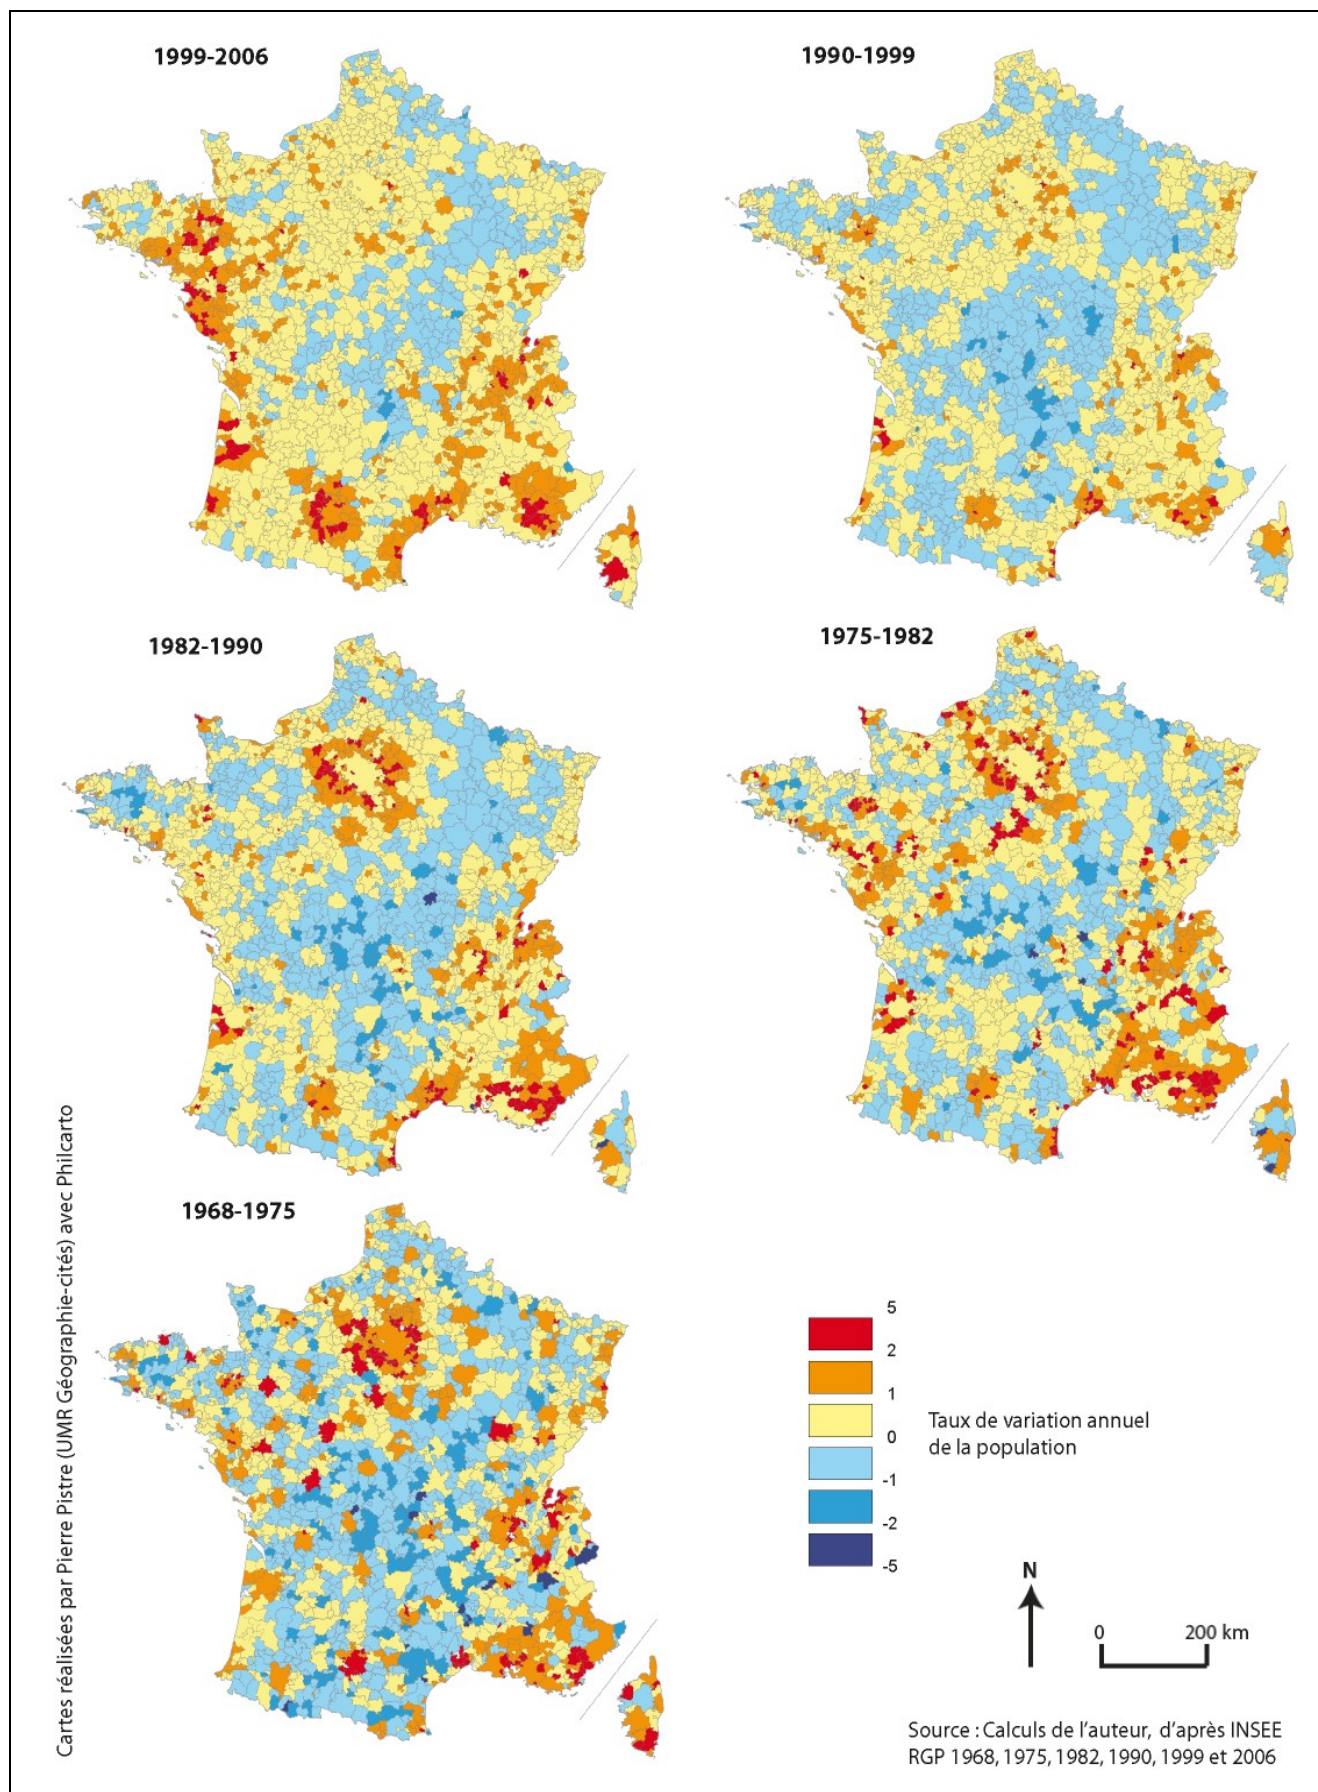 1999-2006
1990-1999
1982-1990
1975-1982
1968-1975
5
2
1
0
-1
-2
-5
Taux de variation annuel
de la population
N
0 200 km
Source : Calculs de l'auteur, d'après INSEE
RGP 1968, 1975, 1982, 1990, 1999 et 2006
Cartes réalisées par Pierre Pistre (UMR Géographie-cités) avec Philcarto